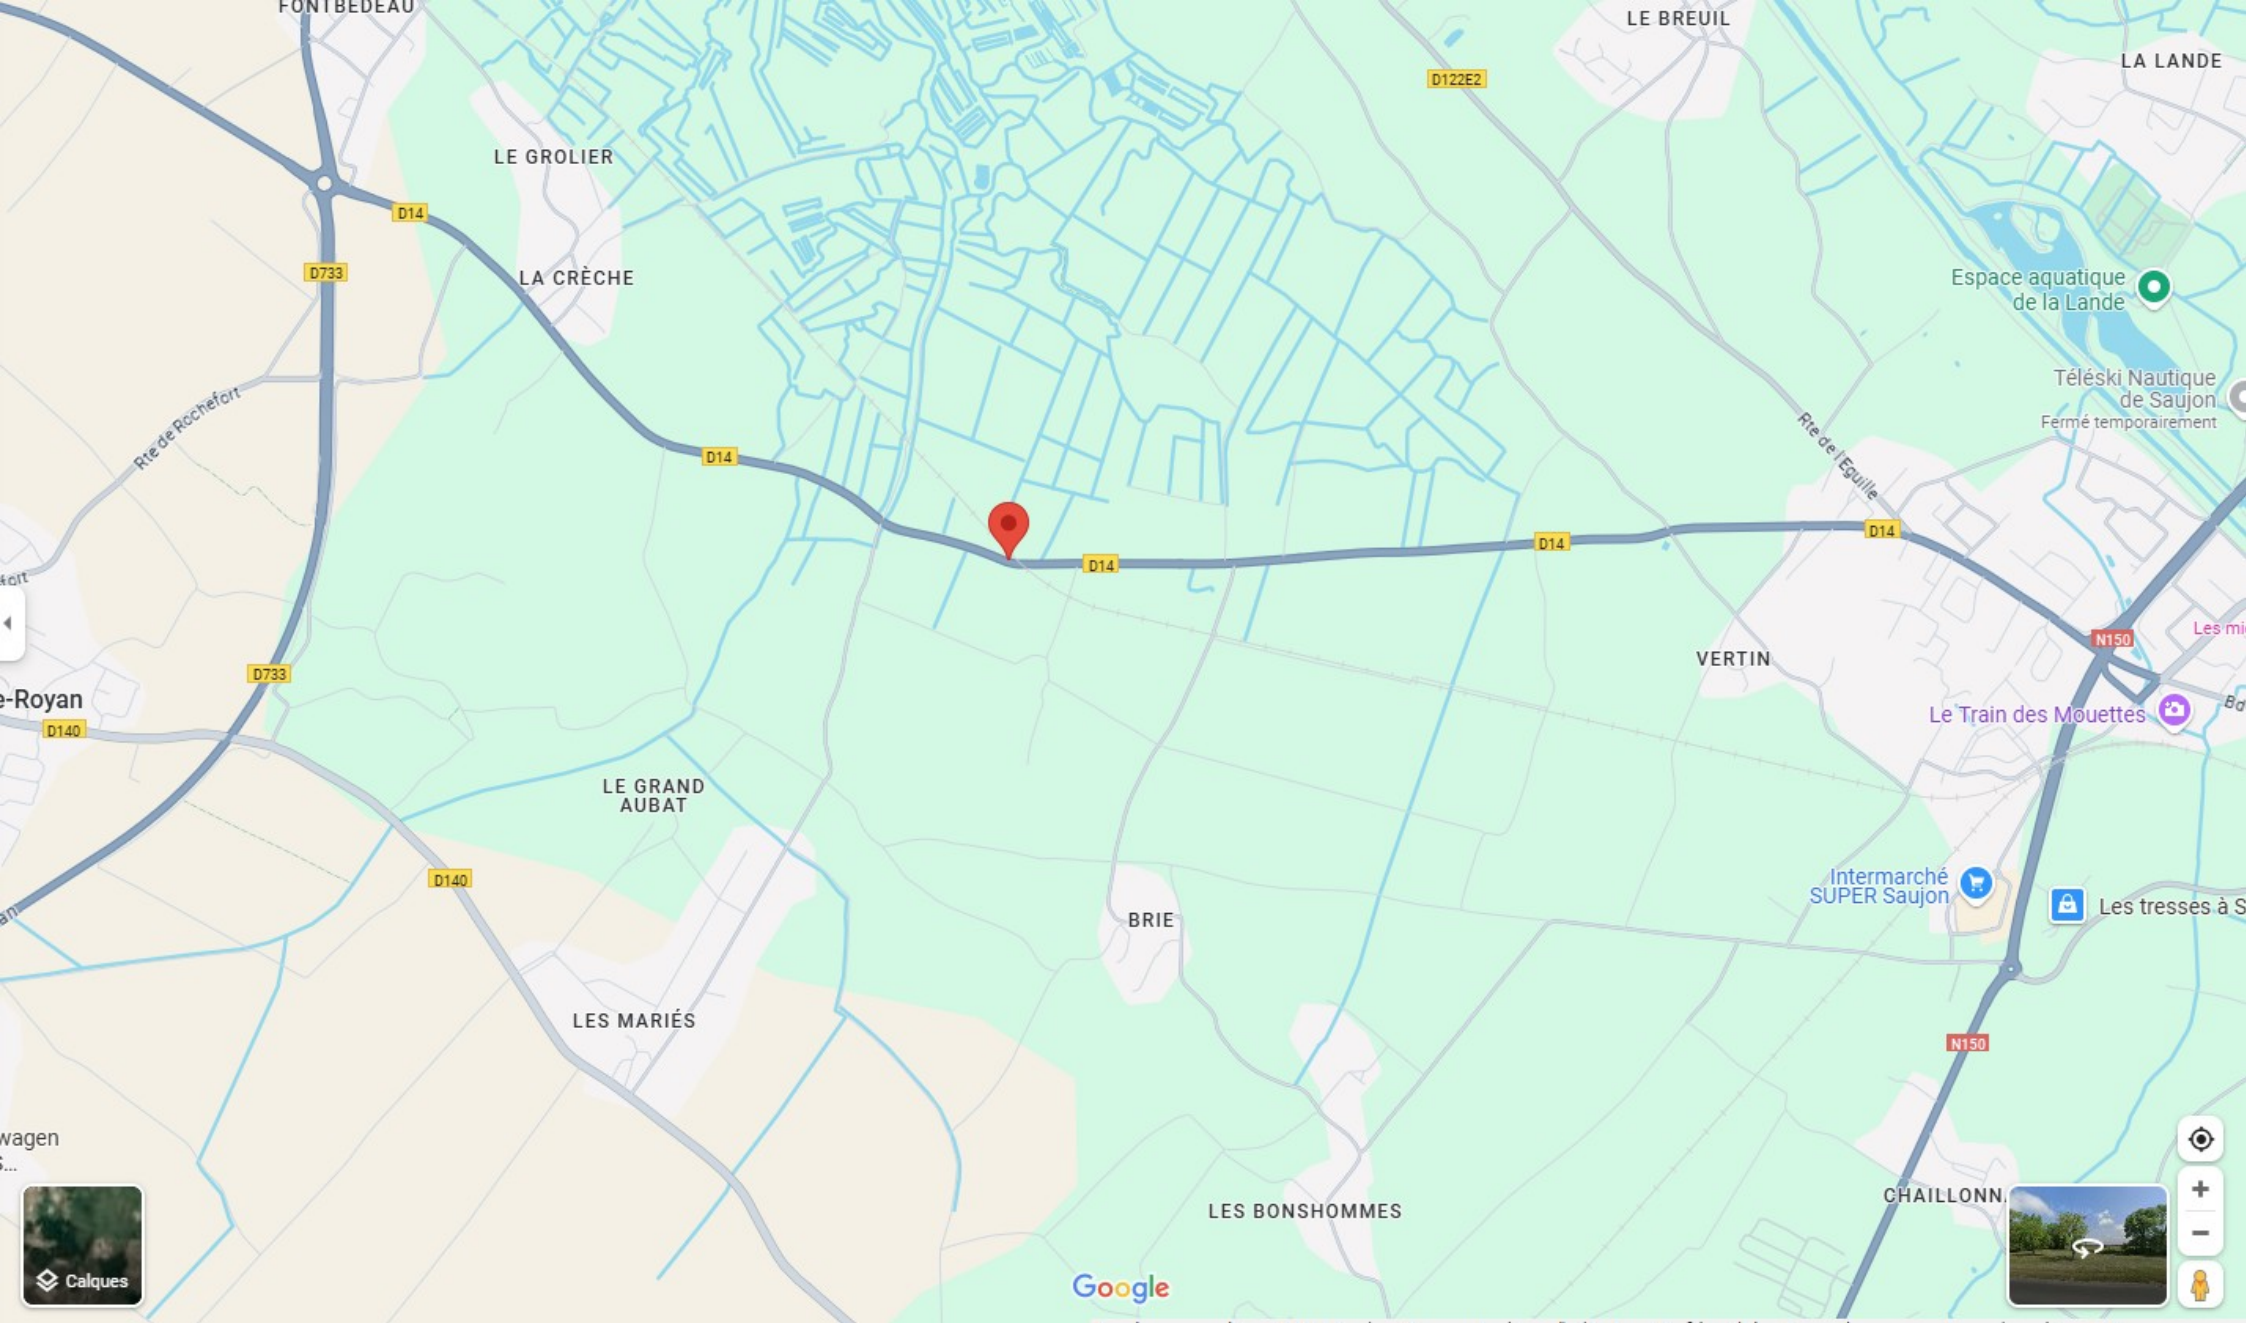 FONTBEDEAU
LE BREUIL
LA LANDE
D122E2
LE GROLIER
D14
D733
LA CRÈCHE
Espace aquatique
de la Lande
Téléski Nautique
de Saujon
Fermé temporairement
Rte de Rochefort
Rte de l'Eguille
D14
D14
D14
D14
N150
Les mi
VERTIN
D733
e-Royan
D140
Le Train des Mouettes
Bd
LE GRAND
AUBAT
D140
Intermarché
SUPER Saujon
Les tresses à S
BRIE
LES MARIÉS
N150
wagen
S...
CHAILLONN
LES BONSHOMMES
Calques
Google